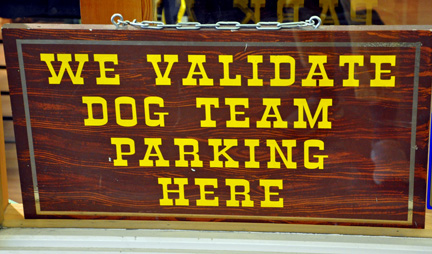 WE VALIDATE
DOG TEAM
PARKING
HERE